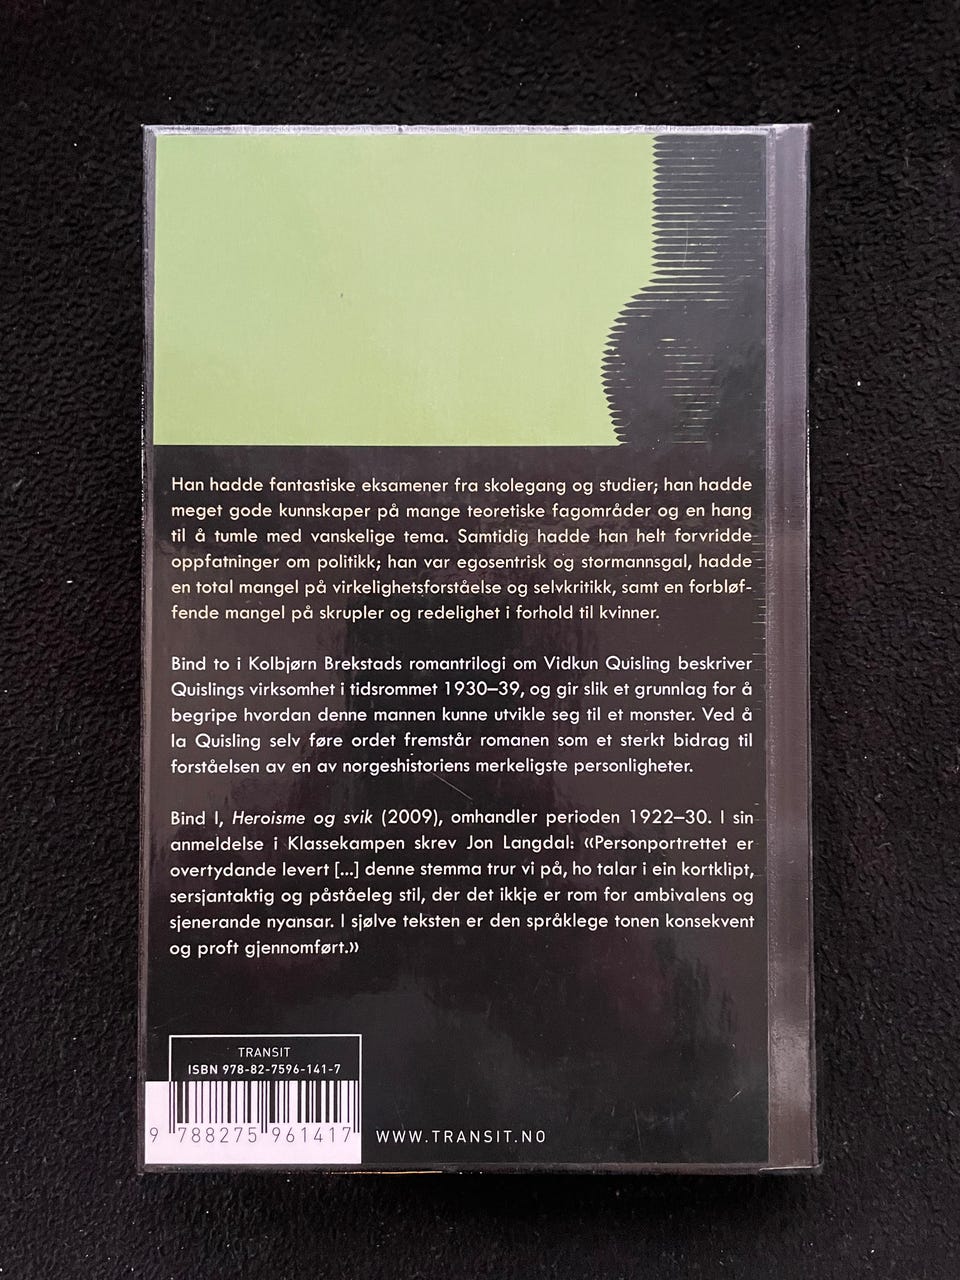 Han hadde fantastiske eksamener fra skolegang og studier; han hadde
meget gode kunnskaper på mange teoretiske fagområder og en hang
til å tumle med vanskelige tema. Samtidig hadde han helt forvridde
oppfatninger om politikk; han var egosentrisk og stormannsgal, hadde
en total mangel på virkelighetsforståelse og selvkritikk, samt en forbløf-
fende mangel på skrupler og redelighet i forhold til kvinner.
Bind to i Kolbjørn Brekstads romantrilogi om Vidkun Quisling beskriver
Quislings virksomhet i tidsrommet 1930–39, og gir slik et grunnlag for å
begripe hvordan denne mannen kunne utvikle seg til et monster. Ved å
la Quisling selv føre ordet fremstår romanen som et sterkt bidrag til
forståelsen av en av norgeshistoriens merkeligste personligheter.
Bind I, Heroisme og svik (2009), omhandler perioden 1922–30. I sin
anmeldelse i Klassekampen skrev Jon Langdal: «Personportrettet er
overtydande levert [...] denne stemma trur vi på, ho talar i ein kortklipt,
sersjantaktig og påståeleg stil, der det ikkje er rom for ambivalens og
sjenerande nyansar. I sjølve teksten er den språklege tonen konsekvent
og proft gjennomført.»
TRANSIT
ISBN 978-82-7596-141-7
9 788275 961417
WWW.TRANSIT.NO